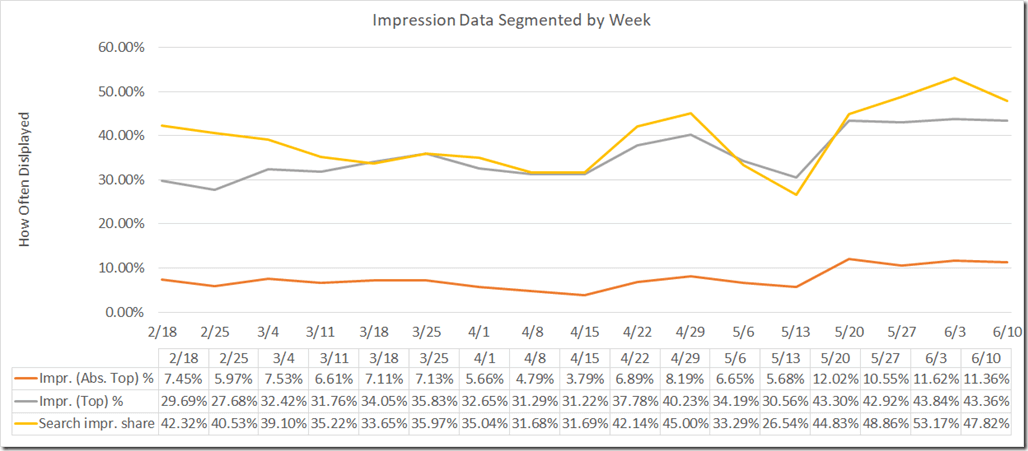 Impression Data Segmented by Week
60.00%
50.00%
40.00%
30.00%
20.00%
10.00%
0.00%
How Often Dislplayed
2/18 2/25 3/4 3/11 3/18 3/25 4/1 4/8 4/15 4/22 4/29 5/6 5/13 5/20 5/27 6/3 6/10
2/18 2/25 3/4 3/11 3/18 3/25 4/1 4/8 4/15 4/22 4/29 5/6 5/13 5/20 5/27 6/3 6/10
Impr. (Abs. Top) % 7.45% 5.97% 7.53% 6.61% 7.11% 7.13% 5.66% 4.79% 3.79% 6.89% 8.19% 6.65% 5.68% 12.02% 10.55% 11.62% 11.36%
Impr. (Top) % 29.69% 27.68% 32.42% 31.76% 34.05% 35.83% 32.65% 31.29% 31.22% 37.78% 40.23% 34.19% 30.56% 43.30% 42.92% 43.84% 43.36%
Search impr. share 42.32% 40.53% 39.10% 35.22% 33.65% 35.97% 35.04% 31.68% 31.69% 42.14% 45.00% 33.29% 26.54% 44.83% 48.86% 53.17% 47.82%